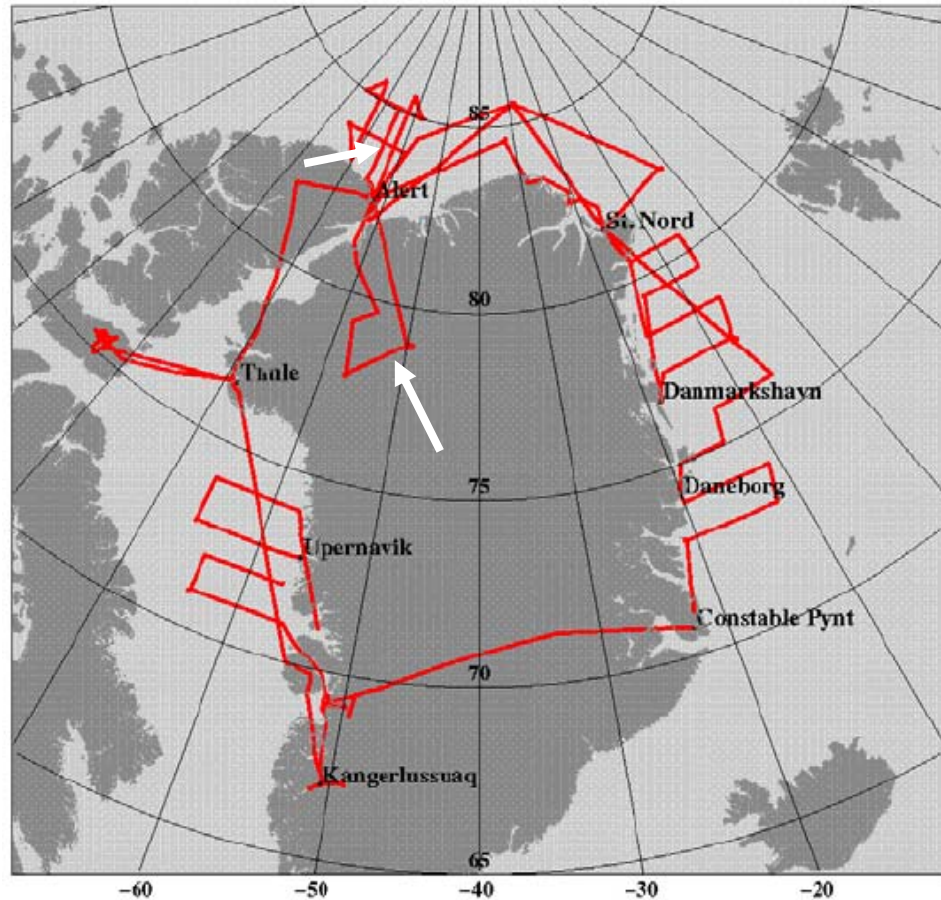 85
Alert
St. Nord
80
Thule
Danmarkshavn
75
Daneborg
Upernavik
Constable Pynt
70
Kangerlussuaq
65
-60 -50 -40 -30 -20